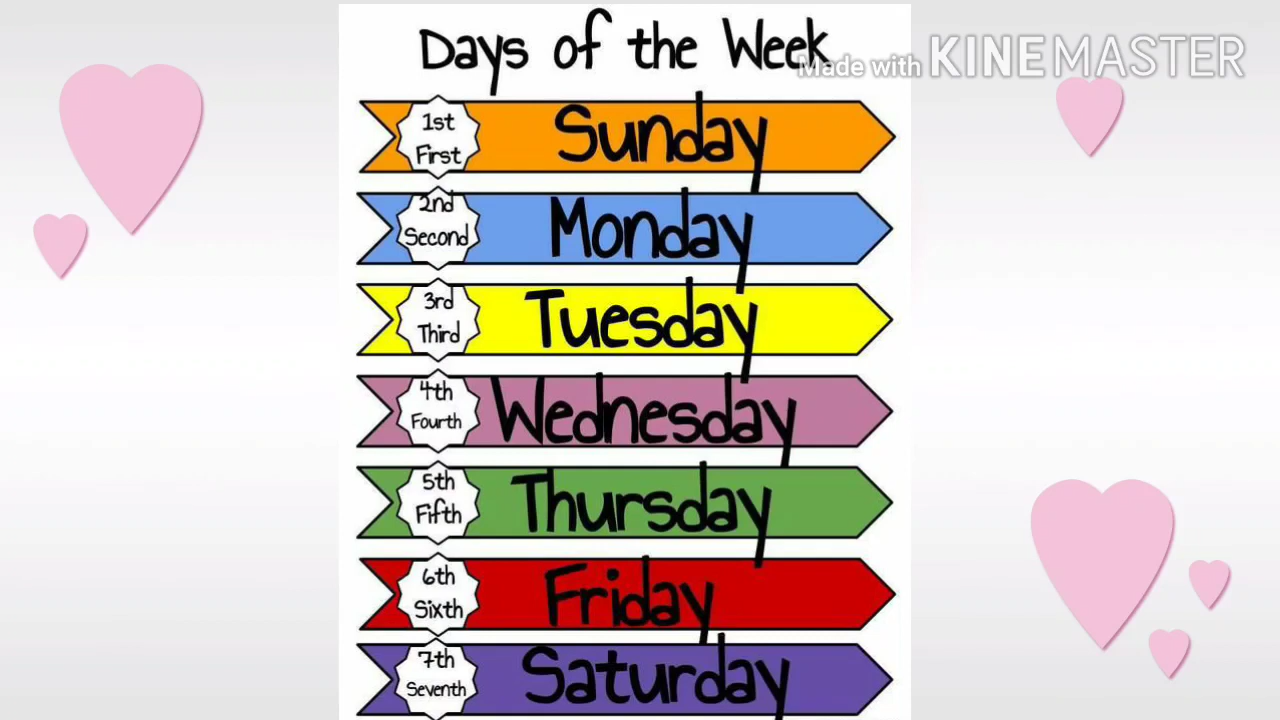 Days of the Week
Made with KINEMASTER
1st
First
Sunday
2nd
Second
Monday
3rd
Third
Tuesday
4th
Fourth
Wednesday
5th
Fifth
Thursday
6th
Sixth
Friday
7th
Seventh
Saturday